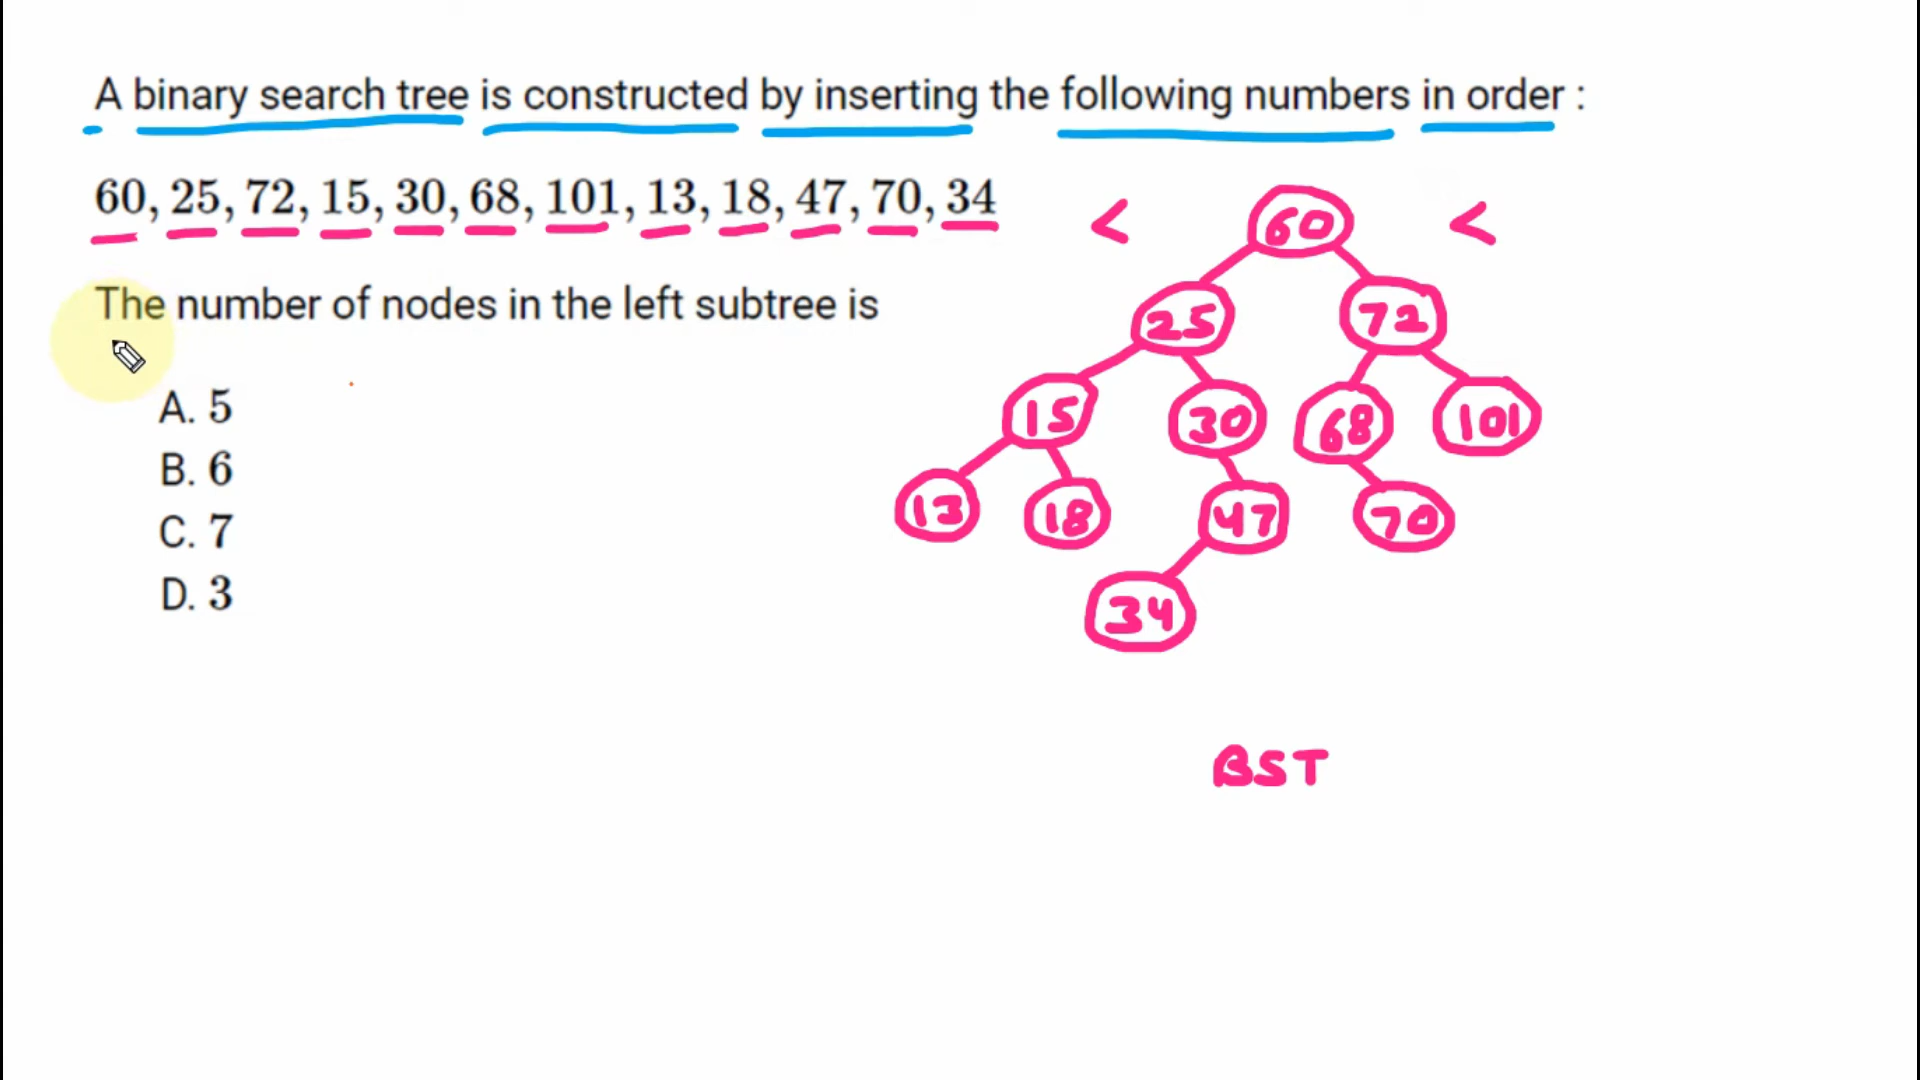 A binary search tree is constructed by inserting the following numbers in order :
60, 25, 72, 15, 30, 68, 101, 13, 18, 47, 70, 34
The number of nodes in the left subtree is
A. 5
B. 6
C. 7
D. 3
< 60 <
25 72
15 30 68 101
13 18 47 70
34
BST